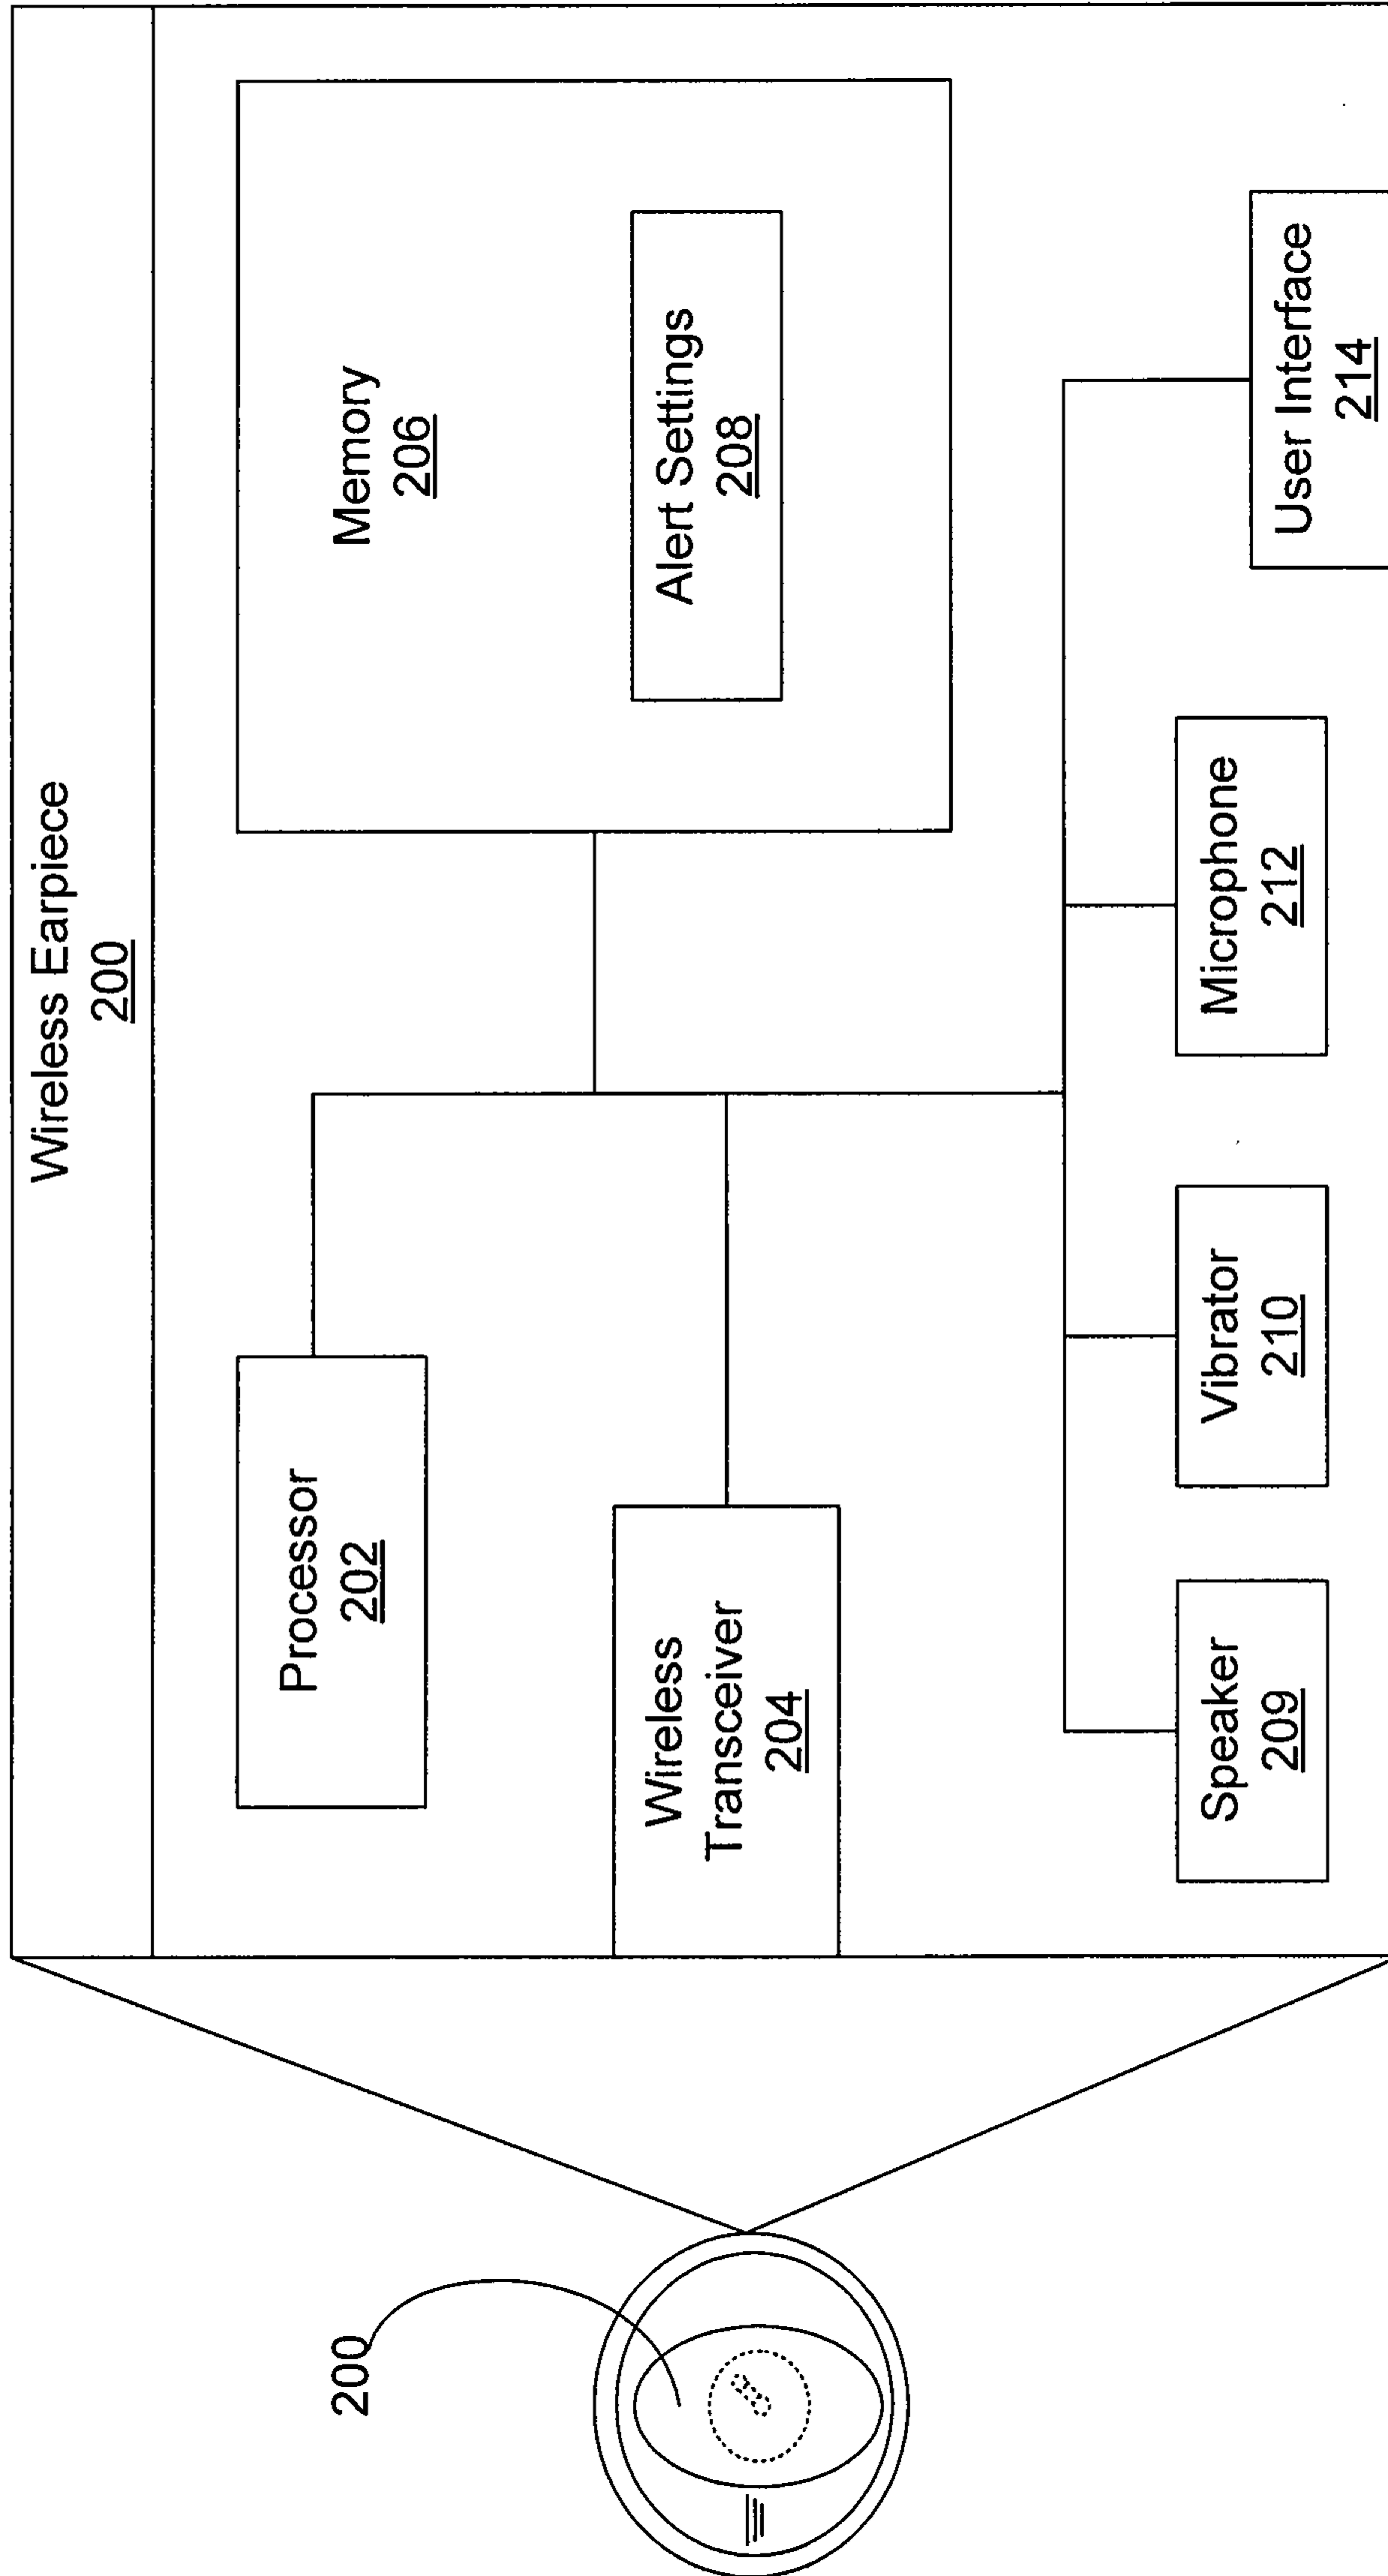 Wireless Earpiece
200
Processor
202
Memory
206
Wireless
Transceiver
204
Alert Settings
208
Speaker
209
Vibrator
210
Microphone
212
User Interface
214
200